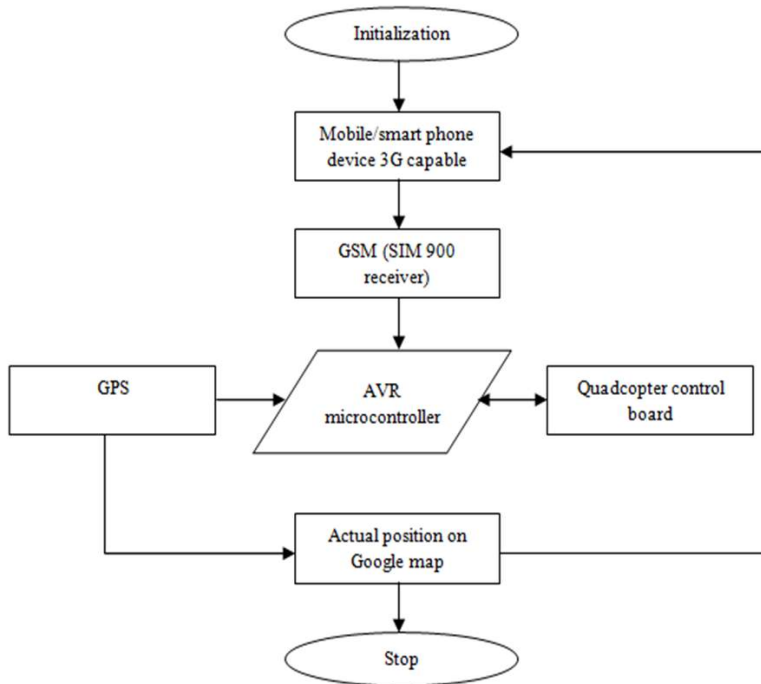 Initialization
Mobile/smart phone
device 3G capable
GSM (SIM 900
receiver)
GPS
AVR
microcontroller
Quadcopter control
board
Actual position on
Google map
Stop